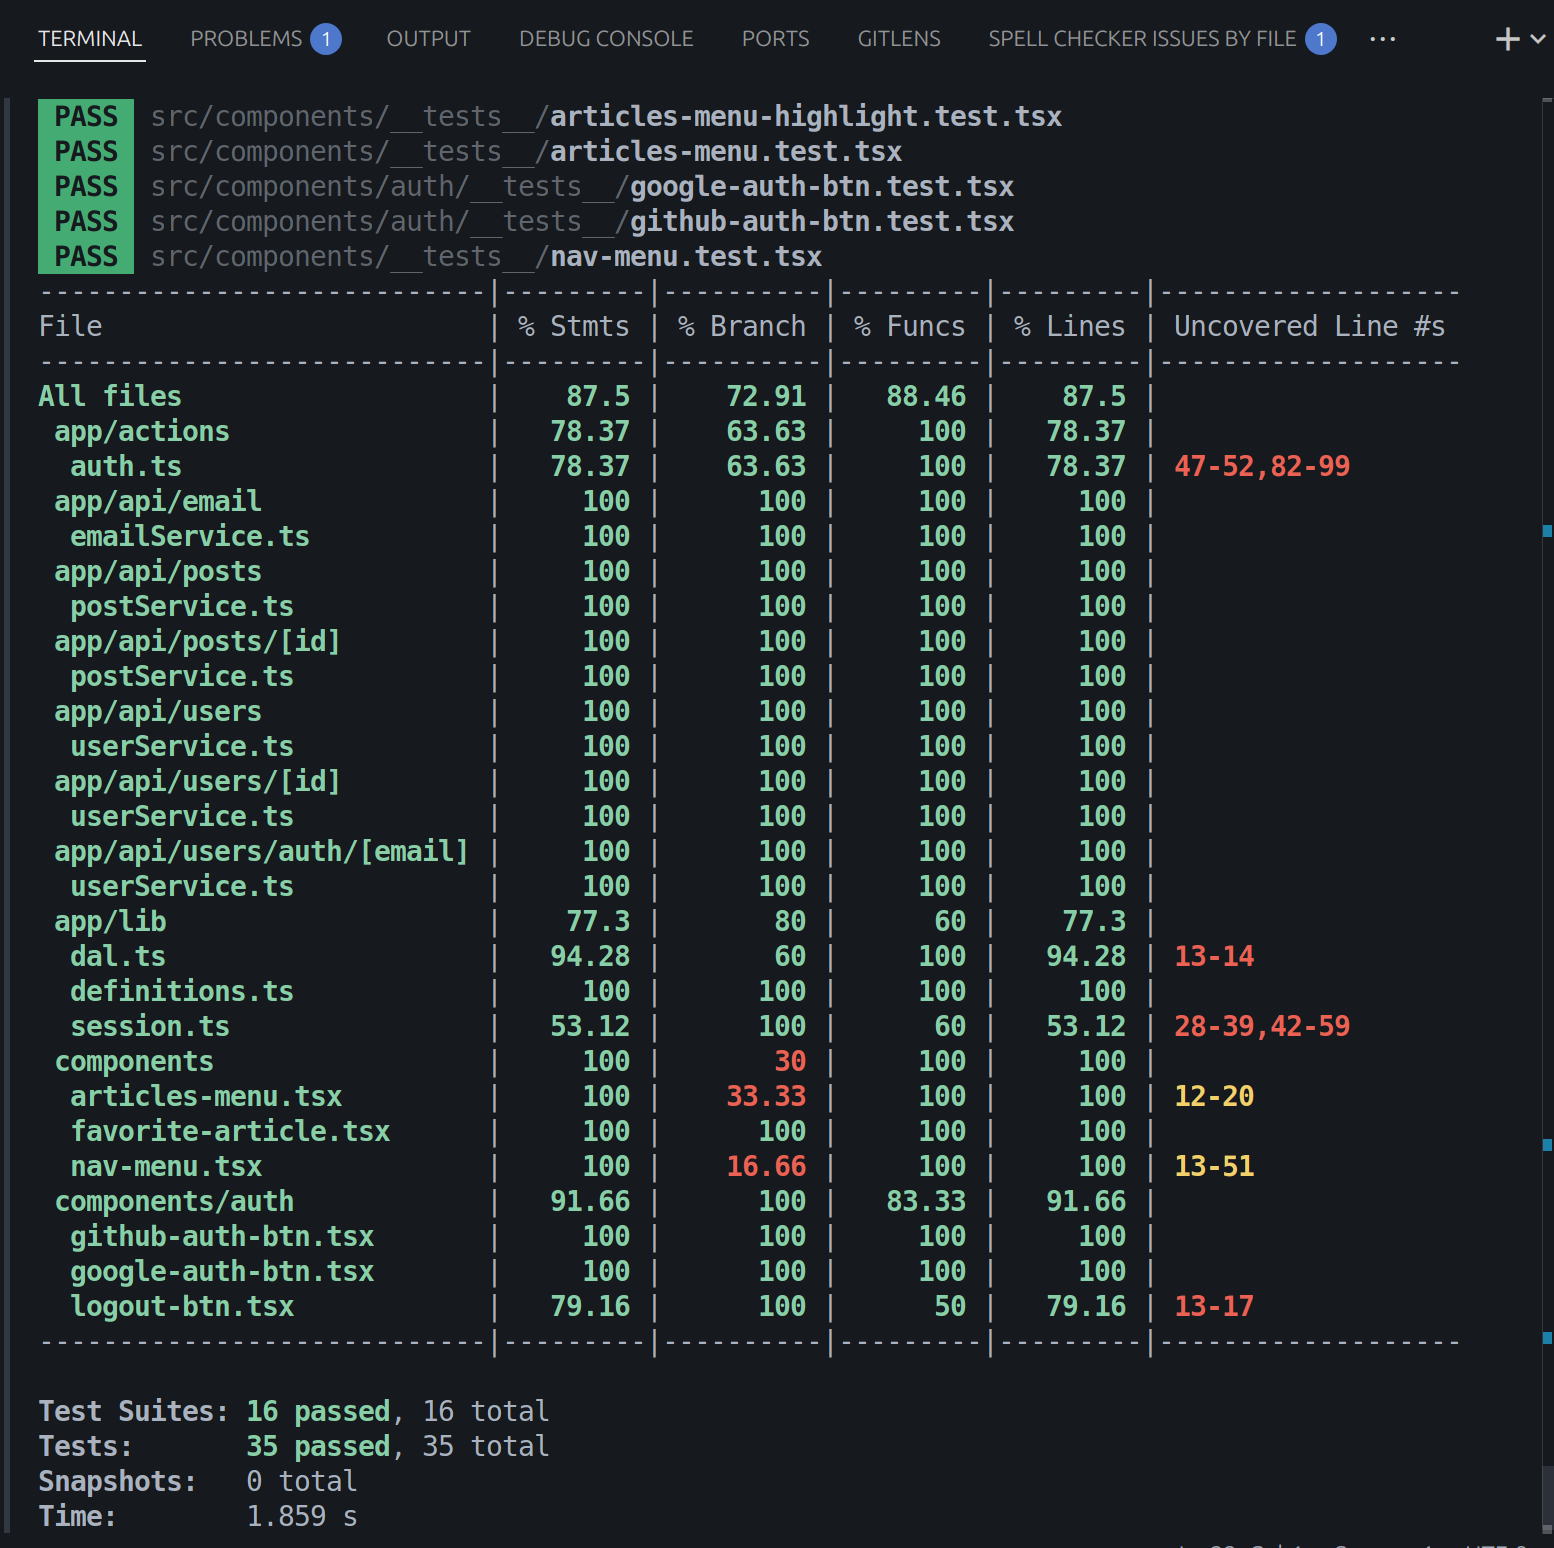 TERMINAL PROBLEMS 1 OUTPUT DEBUG CONSOLE PORTS GITLENS SPELL CHECKER ISSUES BY FILE 1 ...
PASS src/components/__tests__/articles-menu-highlight.test.tsx
PASS src/components/__tests__/articles-menu.test.tsx
PASS src/components/auth/__tests__/google-auth-btn.test.tsx
PASS src/components/auth/__tests__/github-auth-btn.test.tsx
PASS src/components/__tests__/nav-menu.test.tsx
----------------------------|---------|----------|---------|---------|-------------------
File                        | % Stmts | % Branch | % Funcs | % Lines | Uncovered Line #s
----------------------------|---------|----------|---------|---------|-------------------
All files                   |    87.5 |    72.91 |   88.46 |    87.5 |
 app/actions                |   78.37 |    63.63 |     100 |   78.37 |
  auth.ts                   |   78.37 |    63.63 |     100 |   78.37 | 47-52,82-99
 app/api/email              |     100 |      100 |     100 |     100 |
  emailService.ts           |     100 |      100 |     100 |     100 |
 app/api/posts              |     100 |      100 |     100 |     100 |
  postService.ts            |     100 |      100 |     100 |     100 |
 app/api/posts/[id]         |     100 |      100 |     100 |     100 |
  postService.ts            |     100 |      100 |     100 |     100 |
 app/api/users              |     100 |      100 |     100 |     100 |
  userService.ts            |     100 |      100 |     100 |     100 |
 app/api/users/[id]         |     100 |      100 |     100 |     100 |
  userService.ts            |     100 |      100 |     100 |     100 |
 app/api/users/auth/[email] |     100 |      100 |     100 |     100 |
  userService.ts            |     100 |      100 |     100 |     100 |
 app/lib                    |    77.3 |       80 |      60 |    77.3 |
  dal.ts                    |   94.28 |       60 |     100 |   94.28 | 13-14
  definitions.ts            |     100 |      100 |     100 |     100 |
  session.ts                |   53.12 |      100 |      60 |   53.12 | 28-39,42-59
 components                 |     100 |       30 |     100 |     100 |
  articles-menu.tsx         |     100 |    33.33 |     100 |     100 | 12-20
  favorite-article.tsx      |     100 |      100 |     100 |     100 |
  nav-menu.tsx              |     100 |    16.66 |     100 |     100 | 13-51
 components/auth            |   91.66 |      100 |   83.33 |   91.66 |
  github-auth-btn.tsx       |     100 |      100 |     100 |     100 |
  google-auth-btn.tsx       |     100 |      100 |     100 |     100 |
  logout-btn.tsx            |   79.16 |      100 |      50 |   79.16 | 13-17
----------------------------|---------|----------|---------|---------|-------------------
Test Suites: 16 passed, 16 total
Tests:       35 passed, 35 total
Snapshots:   0 total
Time:        1.859 s